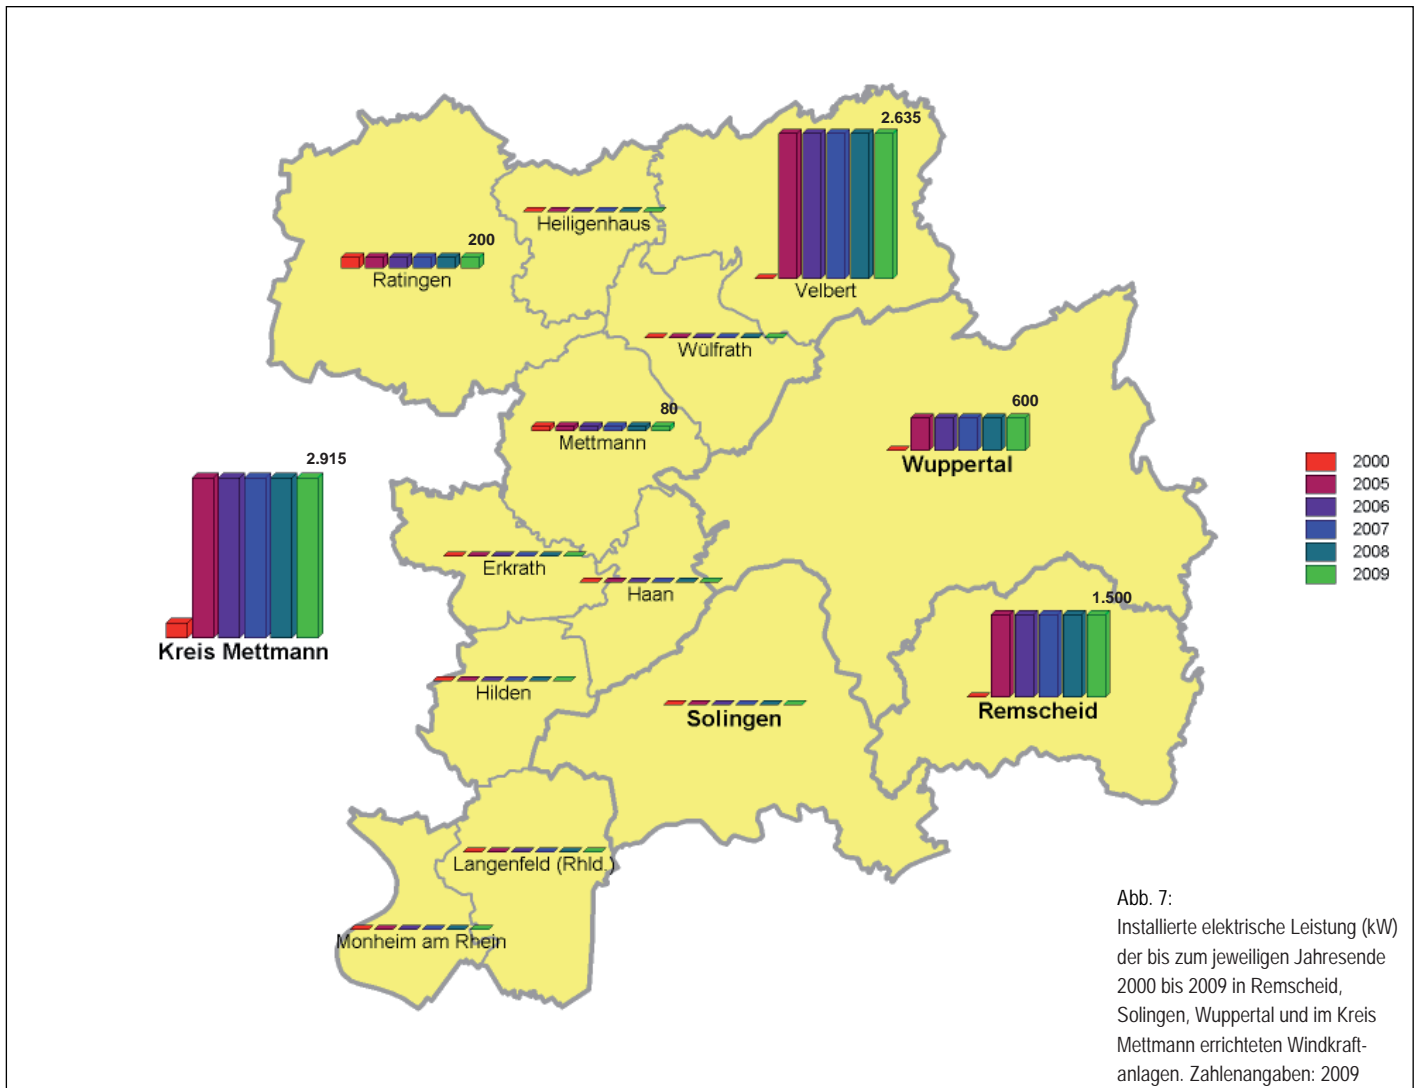 2.635
Heiligenhaus
200
Ratingen
Velbert
Wülfrath
80
Mettmann
600
Wuppertal
2.915
Kreis Mettmann
2000
2005
2006
2007
2008
2009
Erkrath
Haan
1.500
Hilden
Solingen
Remscheid
Langenfeld (Rhld.)
Monheim am Rhein
Abb. 7:
Installierte elektrische Leistung (kW)
der bis zum jeweiligen Jahresende
2000 bis 2009 in Remscheid,
Solingen, Wuppertal und im Kreis
Mettmann errichteten Windkraft-
anlagen. Zahlenangaben: 2009